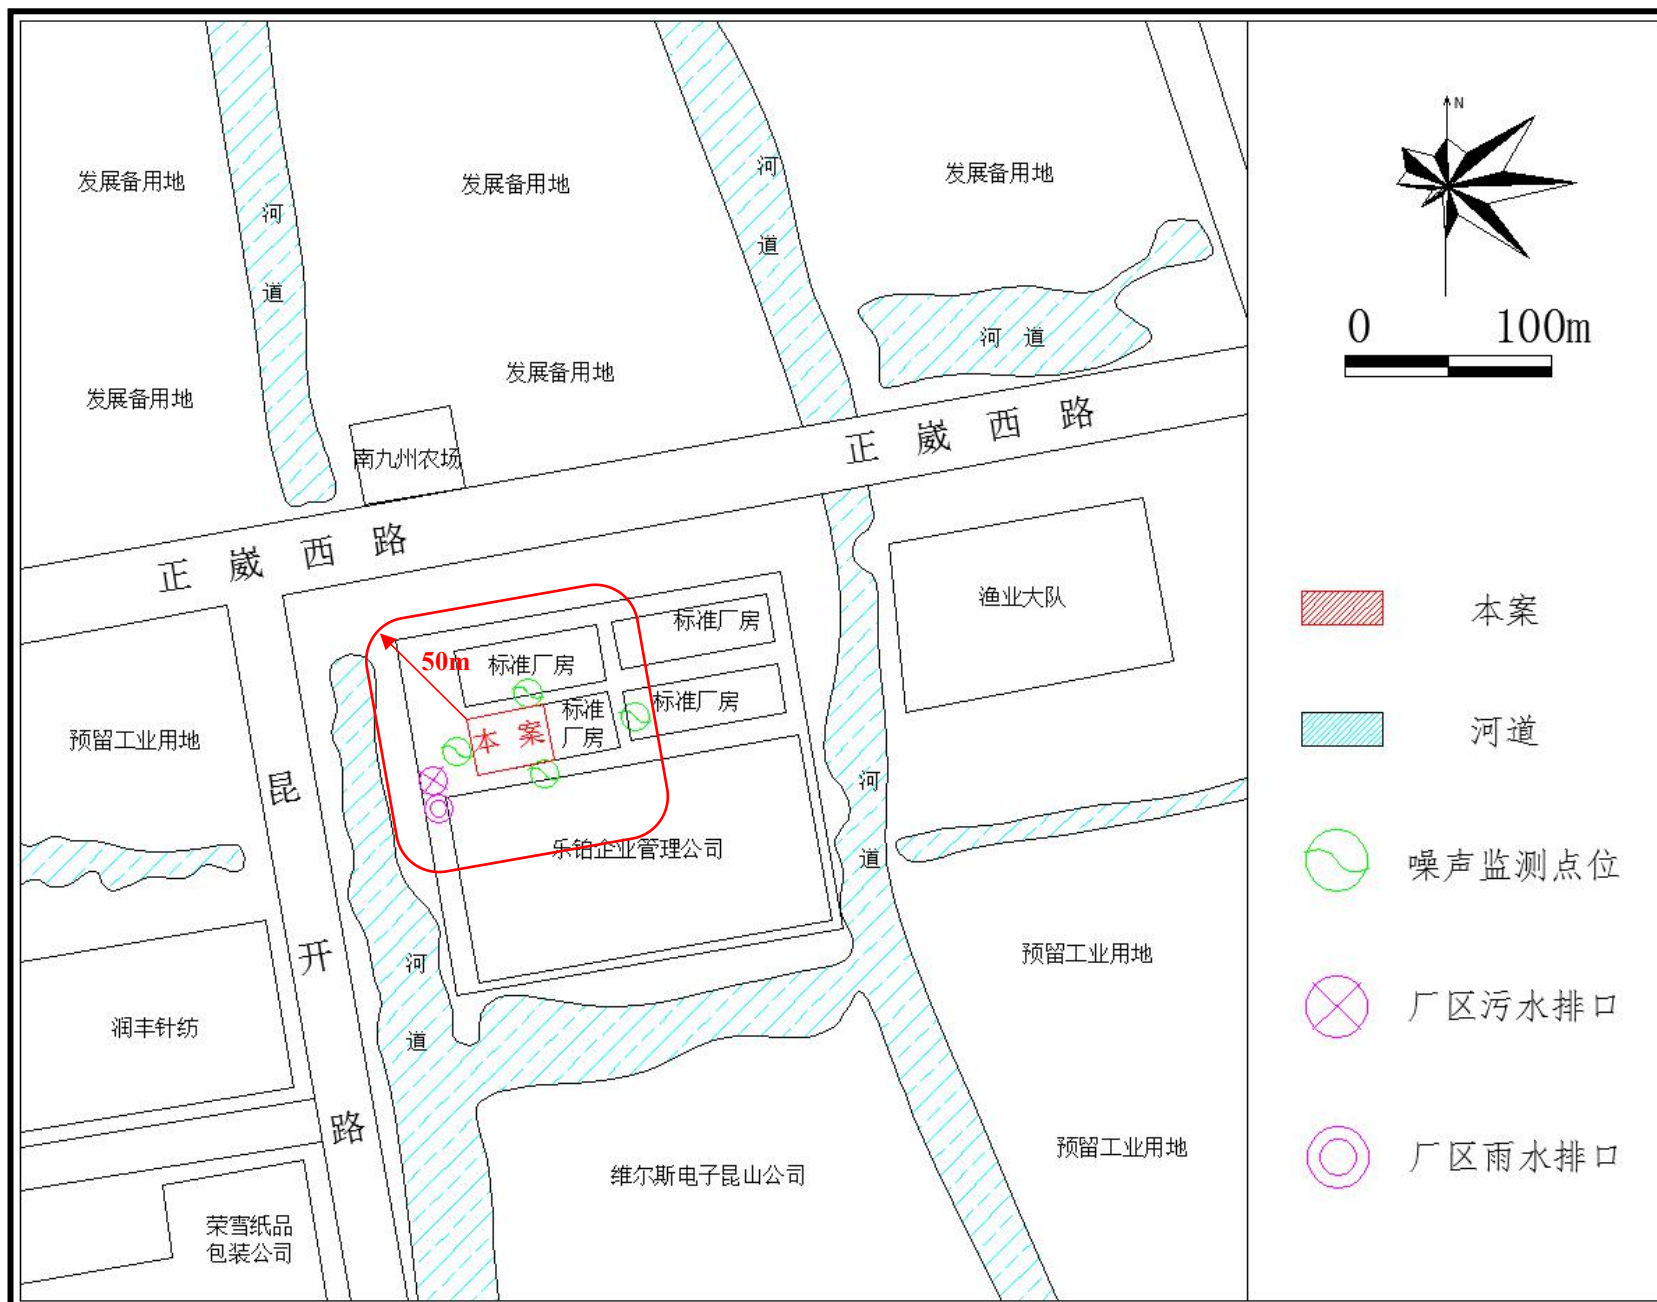 发展备用地
发展备用地
发展备用地
河
道
河
道
河 道
发展备用地
发展备用地
南九州农场
正 崴 西 路
正 崴 西 路
渔业大队
标准厂房
标准厂房
标准厂房
标准
厂房
50m
本 案
预留工业用地
昆
开
路
乐铂企业管理公司
河
道
河
道
预留工业用地
润丰针纺
预留工业用地
维尔斯电子昆山公司
荣雪纸品
包装公司
N
0 100m
本案
河道
噪声监测点位
厂区污水排口
厂区雨水排口